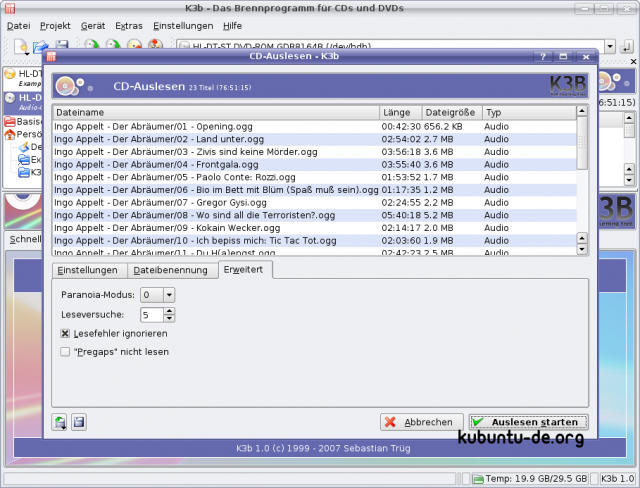 K3b - Das Brennprogramm für CDs und DVDs
Datei Projekt Gerät Extras Einstellungen Hilfe
HL-DT-ST DVD-ROM GDR8164B (/dev/hdb)
CD-Auslesen - K3b
HL-DT
HL-D
Basise
Persö
De
Ex
K3
6:51:15)
Schnell
CD-Auslesen 23 Titel (76:51:15)
K3B
Dateiname Länge Dateigröße Typ
Ingo Appelt - Der Abräumer/01 - Opening.ogg 00:42:30 656.2 KB Audio
Ingo Appelt - Der Abräumer/02 - Land unter.ogg 02:54:02 2.7 MB Audio
Ingo Appelt - Der Abräumer/03 - Zivis sind keine Mörder.ogg 03:56:18 3.6 MB Audio
Ingo Appelt - Der Abräumer/04 - Frontgala.ogg 03:55:40 3.6 MB Audio
Ingo Appelt - Der Abräumer/05 - Paolo Conte: Rozzi.ogg 01:53:52 1.7 MB Audio
Ingo Appelt - Der Abräumer/06 - Bio im Bett mit Blüm (Spaß muß sein).ogg 01:17:35 1.2 MB Audio
Ingo Appelt - Der Abräumer/07 - Gregor Gysi.ogg 02:24:55 2.2 MB Audio
Ingo Appelt - Der Abräumer/08 - Wo sind all die Terroristen?.ogg 05:40:18 5.2 MB Audio
Ingo Appelt - Der Abräumer/09 - Kokain Wecker.ogg 02:14:17 2.0 MB Audio
Ingo Appelt - Der Abräumer/10 - Ich bepiss mich: Tic Tac Tot.ogg 02:03:60 1.9 MB Audio
Ingo Appelt - Der Abräumer/11 - Du H(a)engst.ogg 02:42:23 2.5 MB Audio
Einstellungen Dateibenennung Erweitert
Paranoia-Modus: 0
Leseversuche: 5
Lesefehler ignorieren
"Pregaps" nicht lesen
Abbrechen Auslesen starten
kubuntu-de.org
K3b 1.0 (c) 1999 - 2007 Sebastian Trüg
Temp: 19.9 GB/29.5 GB K3b 1.0